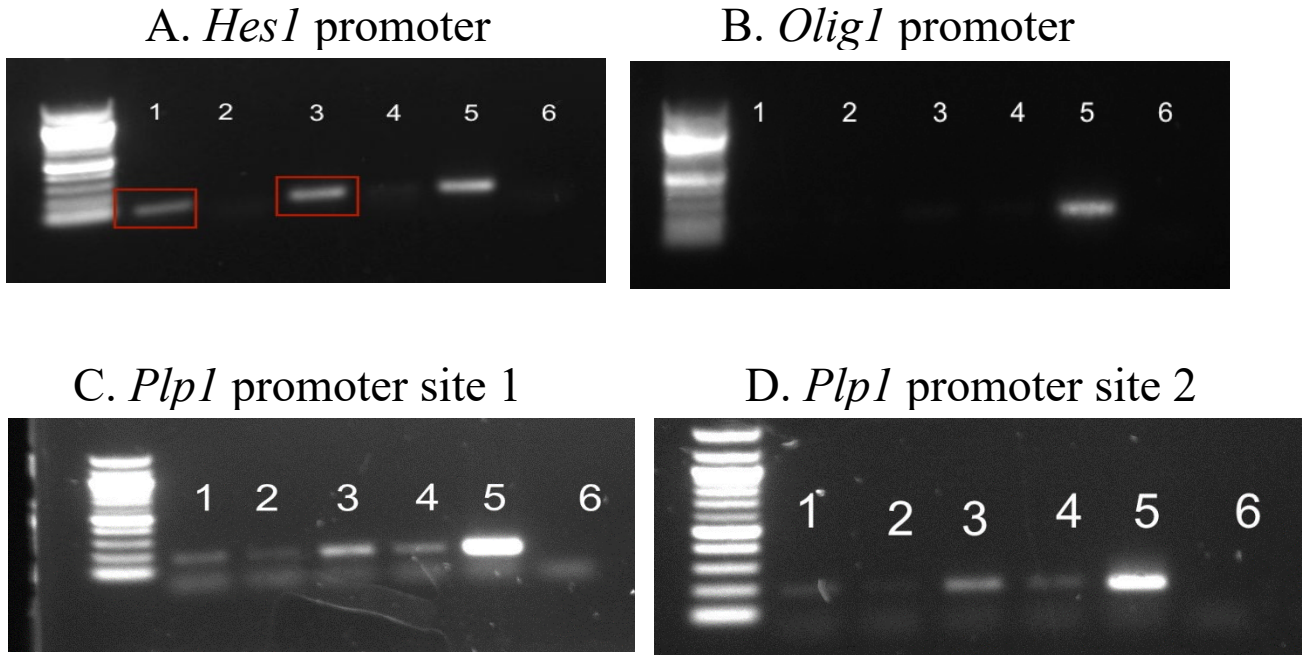 A. Hes1 promoter
1 2 3 4 5 6
B. Olig1 promoter
1 2 3 4 5 6
C. Plp1 promoter site 1
1 2 3 4 5 6
D. Plp1 promoter site 2
1 2 3 4 5 6